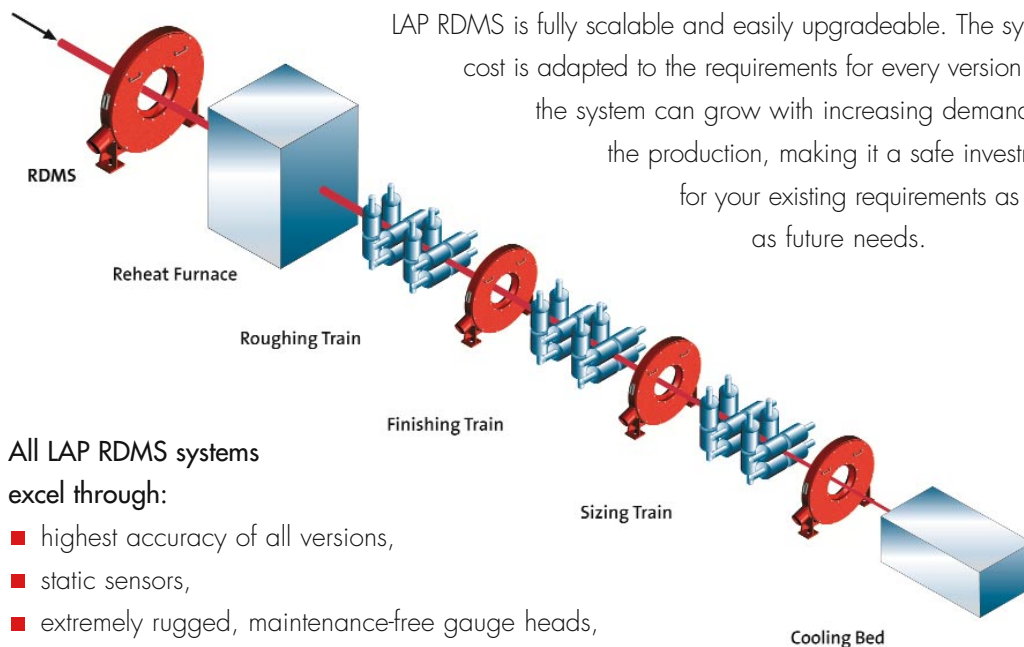 LAP RDMS is fully scalable and easily upgradeable. The sy
cost is adapted to the requirements for every version
the system can grow with increasing demand
the production, making it a safe invest
for your existing requirements as
as future needs.
RDMS
Reheat Furnace
Roughing Train
Finishing Train
Sizing Train
Cooling Bed
All LAP RDMS systems
excel through:
highest accuracy of all versions,
static sensors,
extremely rugged, maintenance-free gauge heads,